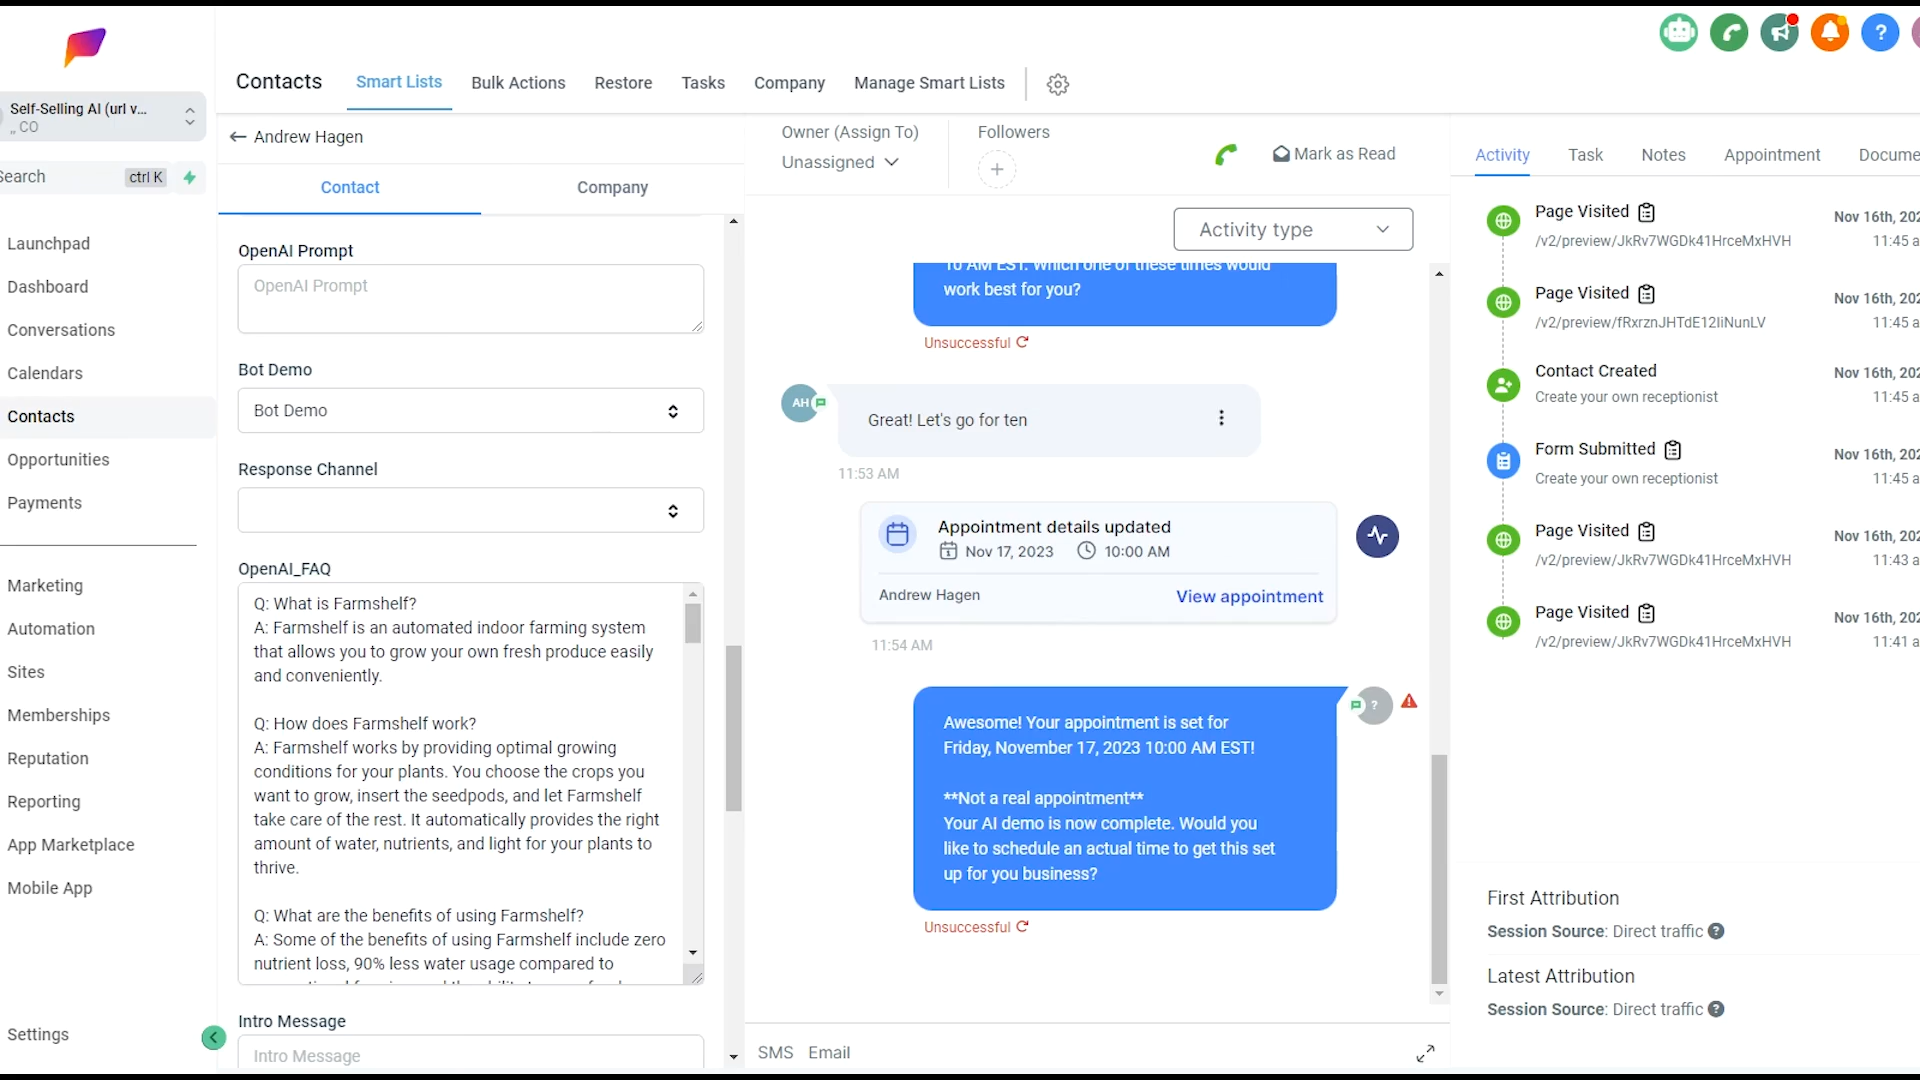 Self-Selling AI (url v...
„ CO
Search
ctrl K
Launchpad
Dashboard
Conversations
Calendars
Contacts
Opportunities
Payments
Marketing
Automation
Sites
Memberships
Reputation
Reporting
App Marketplace
Mobile App
Settings
Contacts
Smart Lists
Bulk Actions
Restore
Tasks
Company
Manage Smart Lists
?
Andrew Hagen
Contact
Company
OpenAI Prompt
OpenAI Prompt
Bot Demo
Bot Demo
Response Channel
OpenAI_FAQ
Q: What is Farmshelf?
A: Farmshelf is an automated indoor farming system
that allows you to grow your own fresh produce easily
and conveniently.
Q: How does Farmshelf work?
A: Farmshelf works by providing optimal growing
conditions for your plants. You choose the crops you
want to grow, insert the seedpods, and let Farmshelf
take care of the rest. It automatically provides the right
amount of water, nutrients, and light for your plants to
thrive.
Q: What are the benefits of using Farmshelf?
A: Some of the benefits of using Farmshelf include zero
nutrient loss, 90% less water usage compared to
Intro Message
Intro Message
Owner (Assign To)
Unassigned
Followers
Mark as Read
Activity type
10 AM EST. Which one of these times would
work best for you?
Unsuccessful
AH
Great! Let's go for ten
11:53 AM
Appointment details updated
Nov 17, 2023
10:00 AM
Andrew Hagen
View appointment
11:54 AM
?
Awesome! Your appointment is set for
Friday, November 17, 2023 10:00 AM EST!
**Not a real appointment**
Your AI demo is now complete. Would you
like to schedule an actual time to get this set
up for you business?
Unsuccessful
SMS
Email
Activity
Task
Notes
Appointment
Docume
Page Visited
Nov 16th, 202
/v2/preview/JkRv7WGDk41HrceMxHVH
11:45 a
Page Visited
Nov 16th, 202
/v2/preview/fRxrznJHTdE12IiNunLV
11:45 a
Contact Created
Nov 16th, 202
Create your own receptionist
11:45 a
Form Submitted
Nov 16th, 202
Create your own receptionist
11:45 a
Page Visited
Nov 16th, 202
/v2/preview/JkRv7WGDk41HrceMxHVH
11:43 a
Page Visited
Nov 16th, 202
/v2/preview/JkRv7WGDk41HrceMxHVH
11:41 a
First Attribution
Session Source: Direct traffic ?
Latest Attribution
Session Source: Direct traffic ?